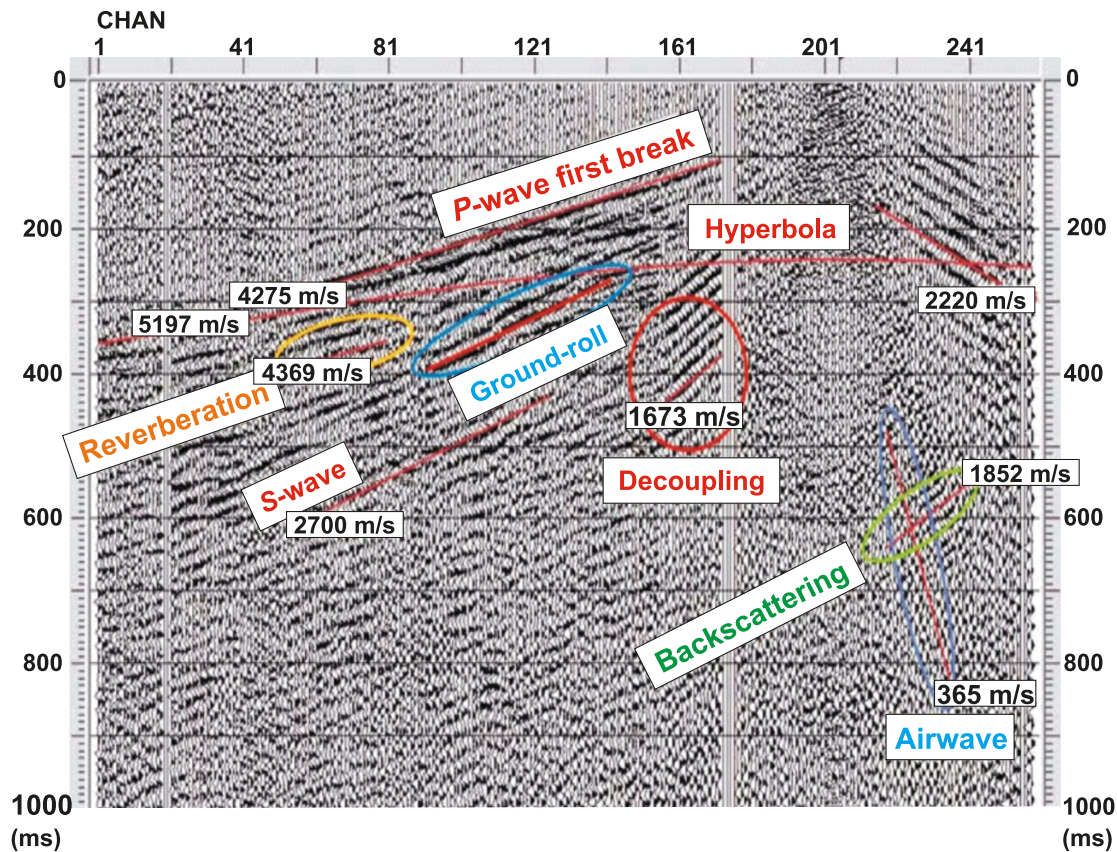 CHAN
1 41 81 121 161 201 241
0 0
P-wave first break
200 200
Hyperbola
4275 m/s
2220 m/s
5197 m/s
4369 m/s
400 400
Ground-roll
Reverberation
1673 m/s
S-wave
Decoupling
1852 m/s
2700 m/s
600 600
Backscattering
800 800
365 m/s
Airwave
1000 1000
(ms) (ms)